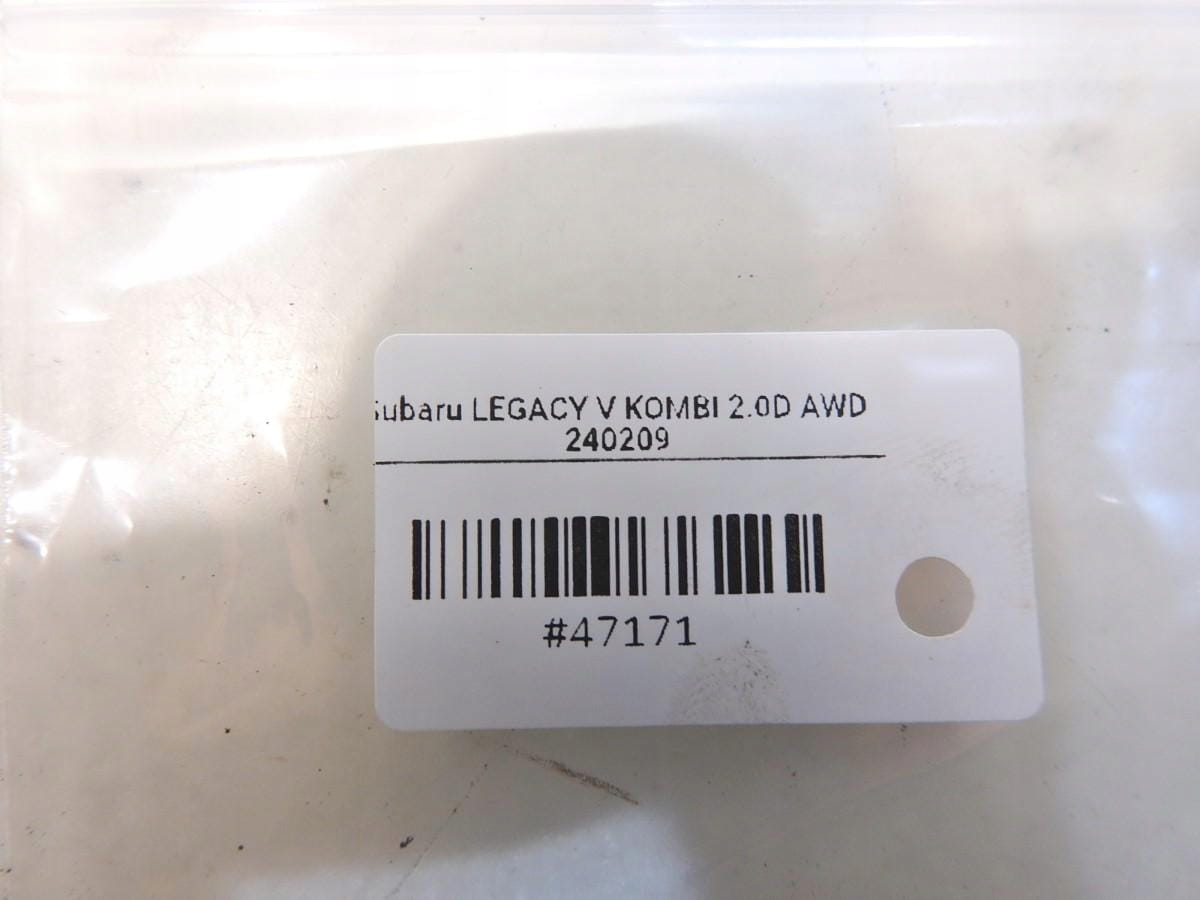 Subaru LEGACY V KOMBI 2.0D AWD
240209
#47171